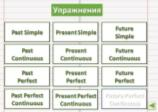 Упражнения
Past Simple
Present Simple
Future
Simple
Past
Continuous
Present
Continuous
Future
Continuous
Past
Perfect
Present
Perfect
Future
Perfect
Past Perfect
Continuous
Present Perfect
Continuous
Future Perfect
Continuous